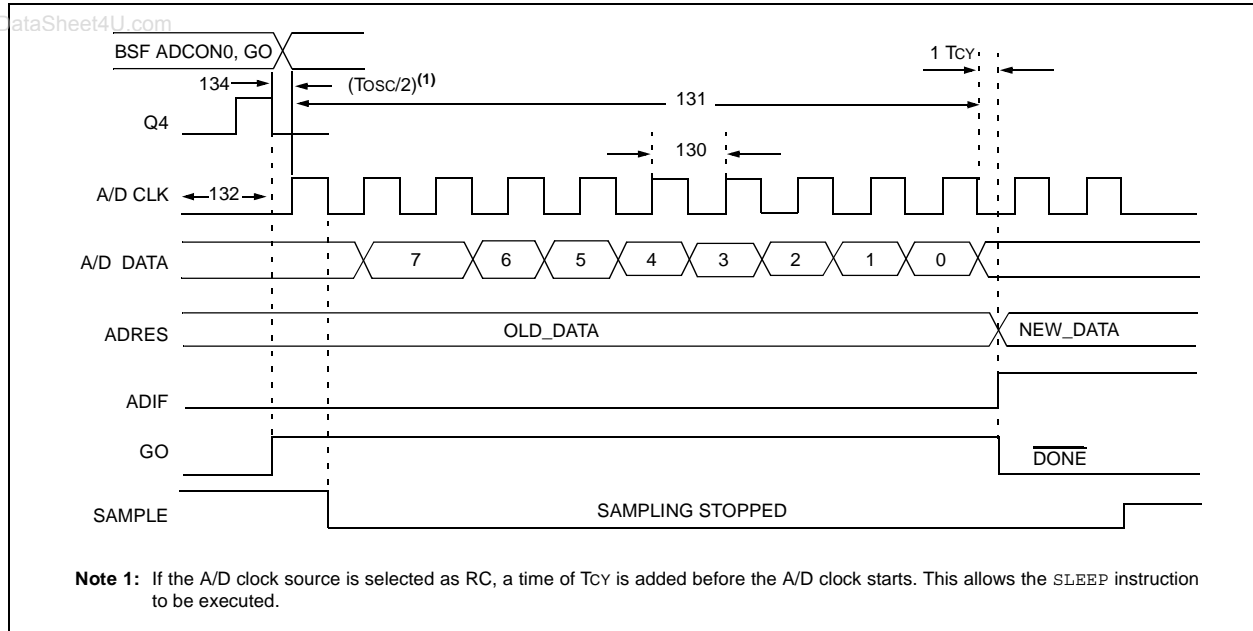 DataSheet4U.com
BSF ADCON0, GO
1 TCY
134
(TOSC/2)(1)
131
Q4
130
A/D CLK
132
A/D DATA
7 6 5 4 3 2 1 0
ADRES
OLD_DATA
NEW_DATA
ADIF
GO
DONE
SAMPLE
SAMPLING STOPPED
Note 1: If the A/D clock source is selected as RC, a time of TCY is added before the A/D clock starts. This allows the SLEEP instruction
to be executed.